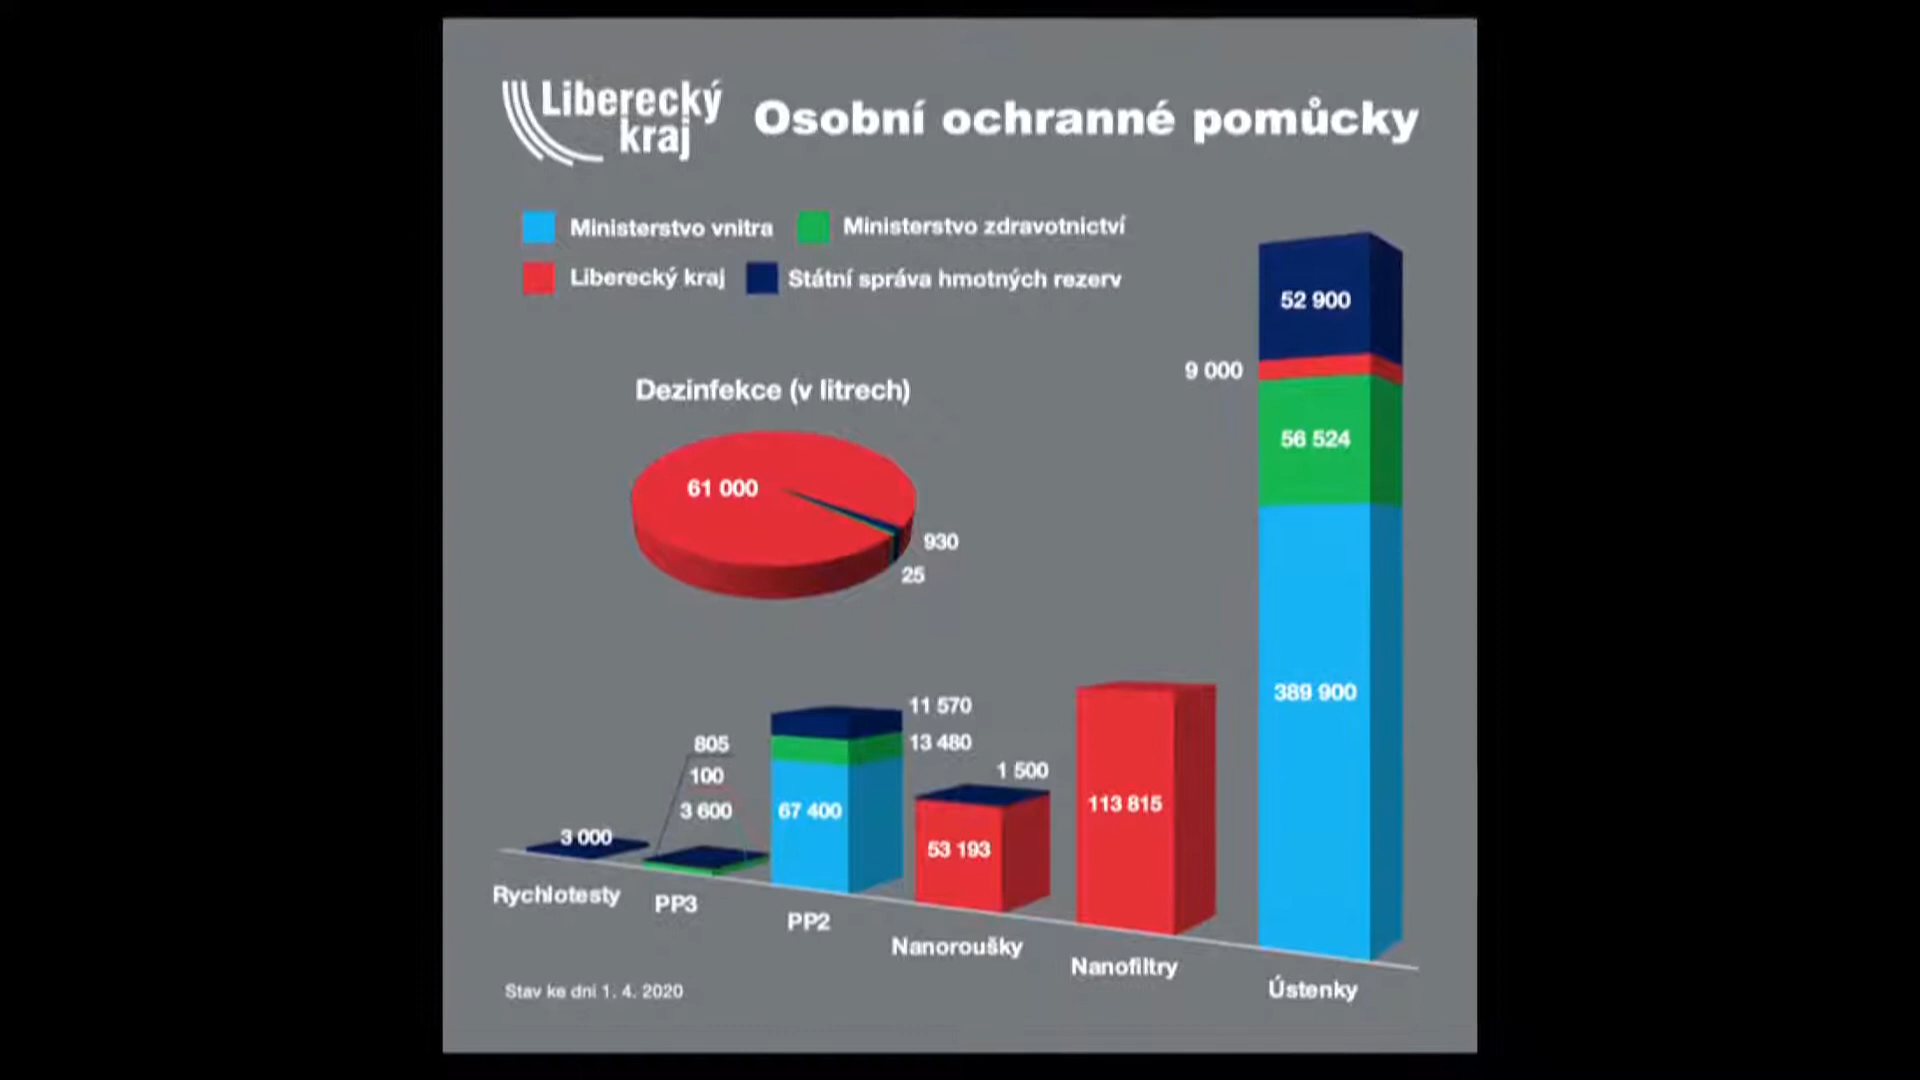 Liberecký
kraj
Osobní ochranné pomůcky
Ministerstvo vnitra
Ministerstvo zdravotnictví
Liberecký kraj
Státní správa hmotných rezerv
52 900
9 000
56 524
389 900
Dezinfekce (v litrech)
61 000
930
25
11 570
13 480
67 400
805
100
3 600
1 500
53 193
113 815
3 000
Rychlotesty
PP3
PP2
Nanoroušky
Nanofiltry
Ústenky
Stav ke dni 1. 4. 2020